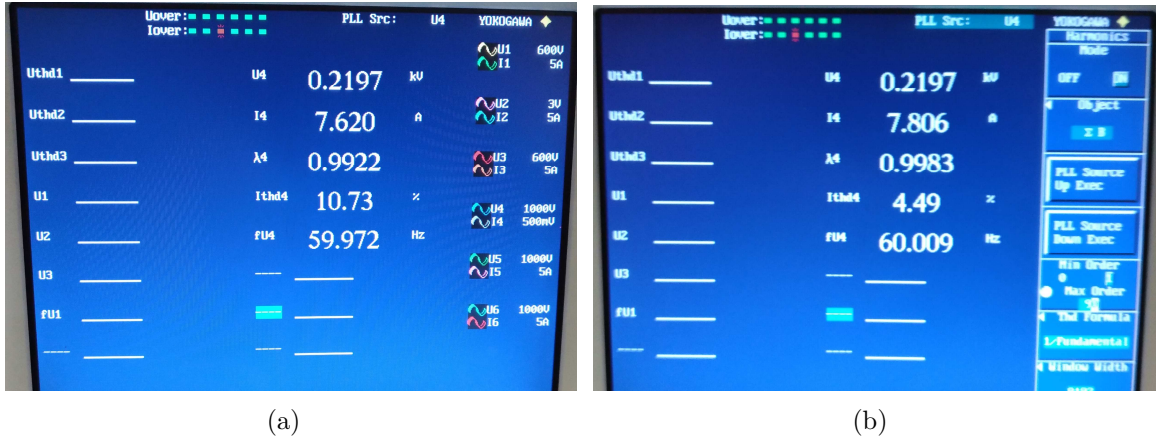 Uover:
Iover:
PLL Src: U4 YOKOGAWA
U1 600V
I1 5A
Uthd1
U4 0.2197 kV
U2 3V
I2 5A
Uthd2
I4 7.620 A
Uthd3
λ4 0.9922
U3 600V
I3 5A
U1
Ithd4 10.73 %
U4 1000V
I4 500mV
U2
fU4 59.972 Hz
U3
U5 1000V
I5 5A
fU1
U6 1000V
I6 5A
(a)
Uover:
Iover:
PLL Src: U4 YOKOGAWA
Harmonics
Mode
OFF ON
Uthd1
U4 0.2197 kV
Object
Σ B
Uthd2
I4 7.806 A
Uthd3
λ4 0.9983
PLL Source
Up Exec
U1
Ithd4 4.49 %
PLL Source
Down Exec
U2
fU4 60.009 Hz
U3
Min Order
0 1
Max Order
fU1
Thd Formula
1/Fundamental
Window Width
(b)